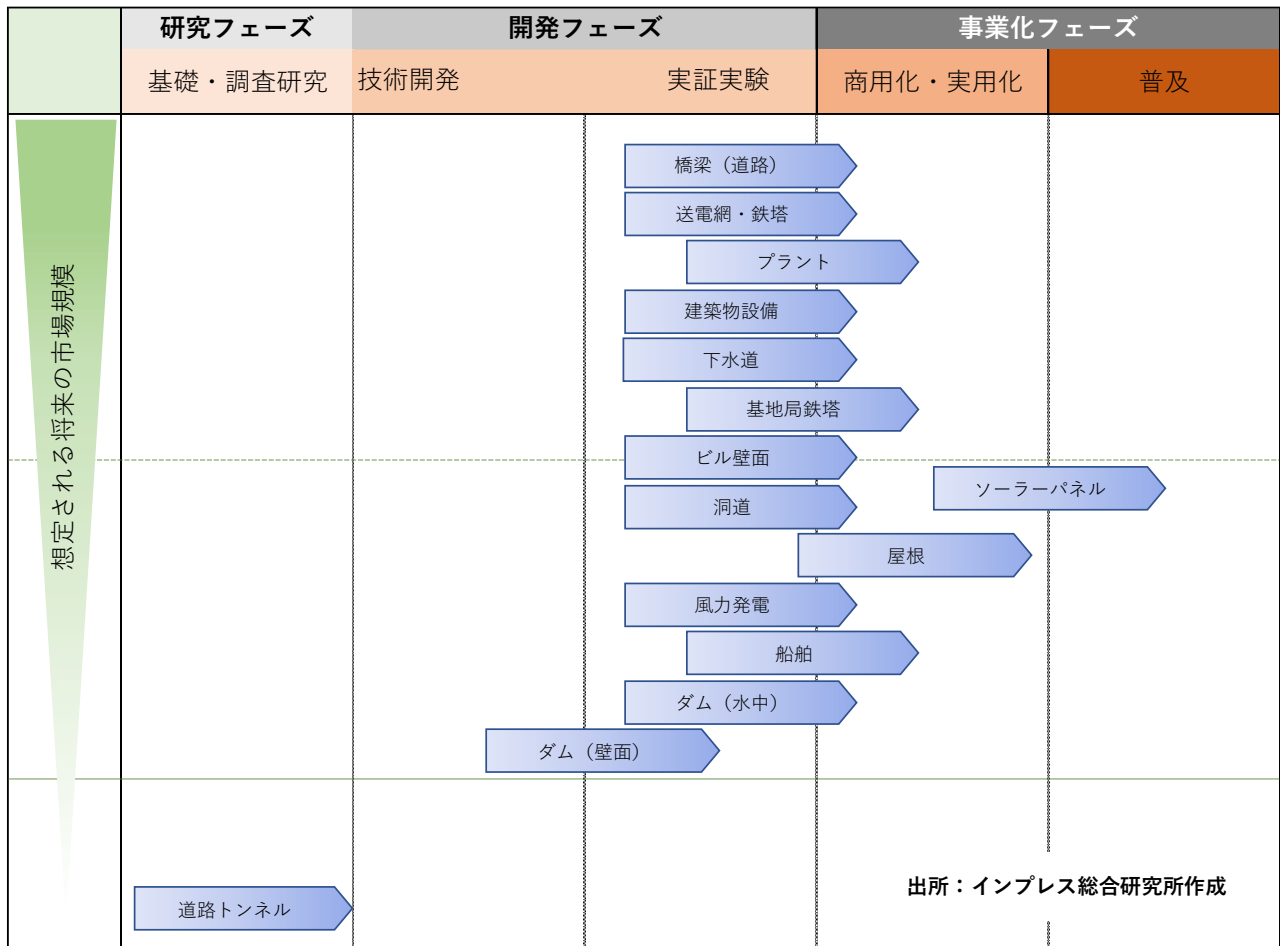 研究フェーズ
開発フェーズ
事業化フェーズ
基礎・調査研究
技術開発
実証実験
商用化・実用化
普及
想定される将来の市場規模
橋梁（道路）
送電網・鉄塔
プラント
建築物設備
下水道
基地局鉄塔
ビル壁面
ソーラーパネル
洞道
屋根
風力発電
船舶
ダム（水中）
ダム（壁面）
出所：インプレス総合研究所作成
道路トンネル